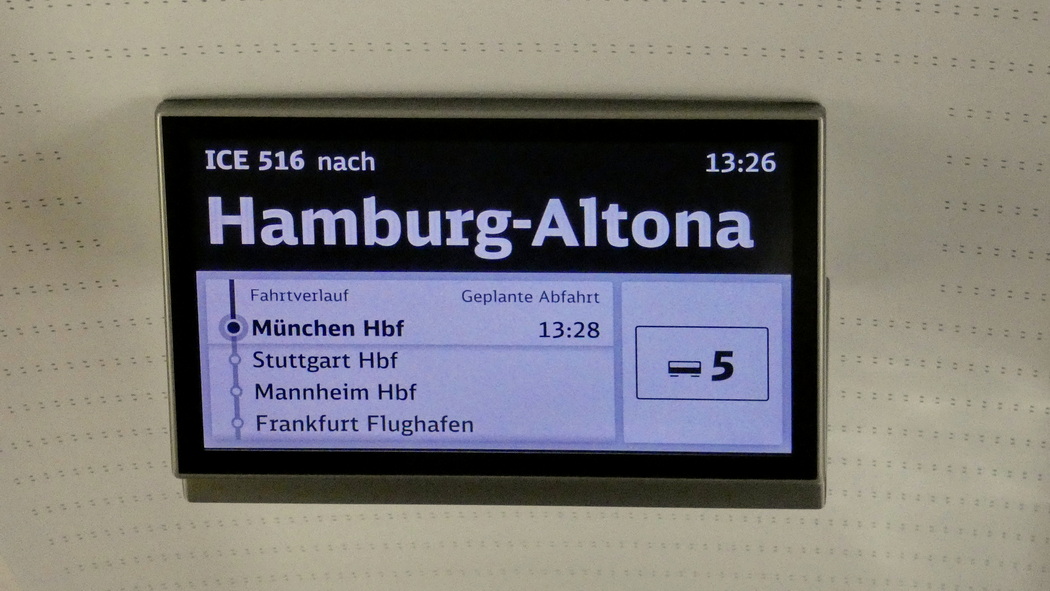 ICE 516 nach 13:26
Hamburg-Altona
Fahrtverlauf Geplante Abfahrt
München Hbf 13:28
Stuttgart Hbf
Mannheim Hbf
Frankfurt Flughafen
5